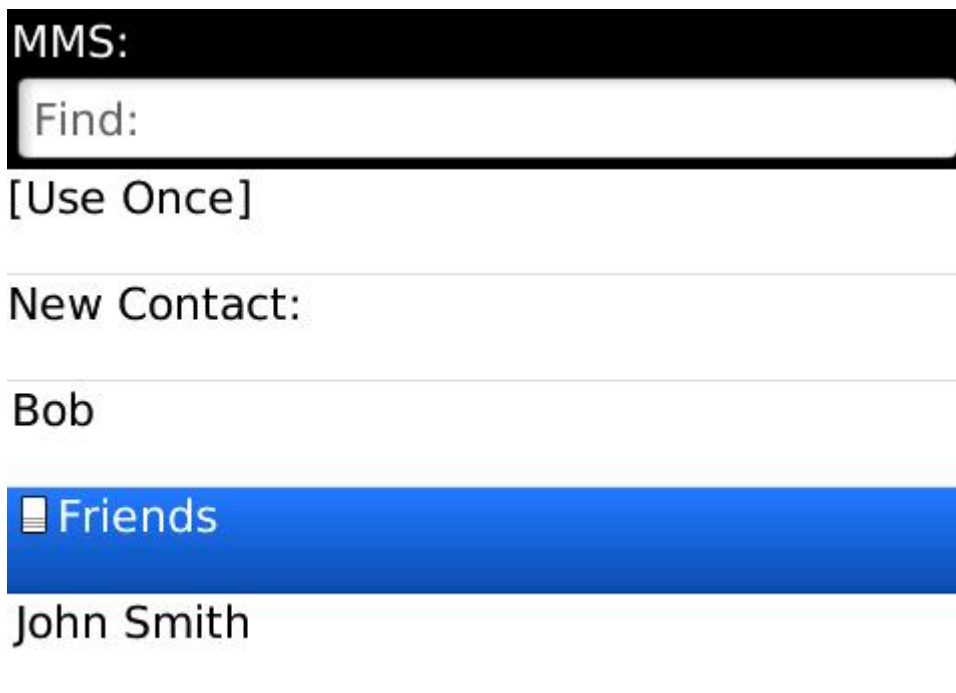 MMS:
Find:
[Use Once]
New Contact:
Bob
Friends
John Smith